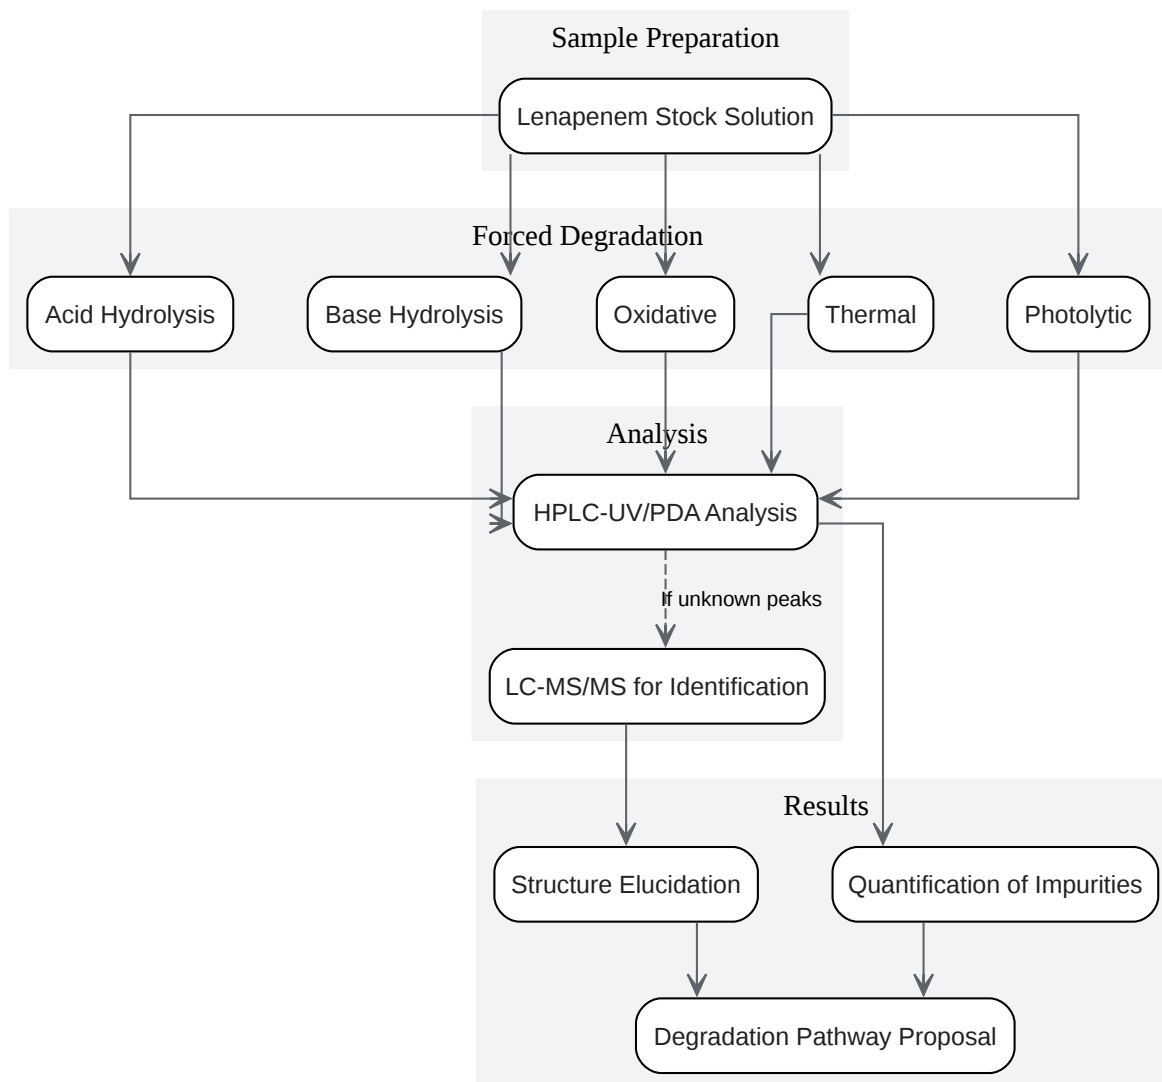 Sample Preparation
Lenapenem Stock Solution
Forced Degradation
Acid Hydrolysis
Base Hydrolysis
Oxidative
Thermal
Photolytic
Analysis
HPLC-UV/PDA Analysis
If unknown peaks
LC-MS/MS for Identification
Results
Structure Elucidation
Quantification of Impurities
Degradation Pathway Proposal